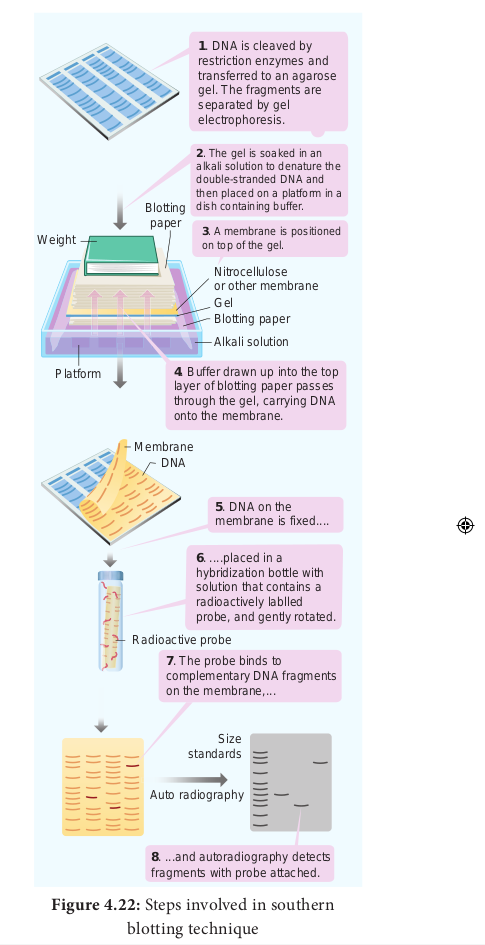 1. DNA is cleaved by
restriction enzymes and
transferred to an agarose
gel. The fragments are
separated by gel
electrophoresis.
2. The gel is soaked in an
alkali solution to denature the
double-stranded DNA and
then placed on a platform in a
dish containing buffer.
Blotting
paper
Weight
3. A membrane is positioned
on top of the gel.
Nitrocellulose
or other membrane
Gel
Blotting paper
Alkali solution
Platform
4. Buffer drawn up into the top
layer of blotting paper passes
through the gel, carrying DNA
onto the membrane.
Membrane
DNA
5. DNA on the
membrane is fixed....
6. ....placed in a
hybridization bottle with
solution that contains a
radioactively lablled
probe, and gently rotated.
Radioactive probe
7. The probe binds to
complementary DNA fragments
on the membrane,...
Size
standards
Auto radiography
8. ...and autoradiography detects
fragments with probe attached.
Figure 4.22: Steps involved in southern
blotting technique